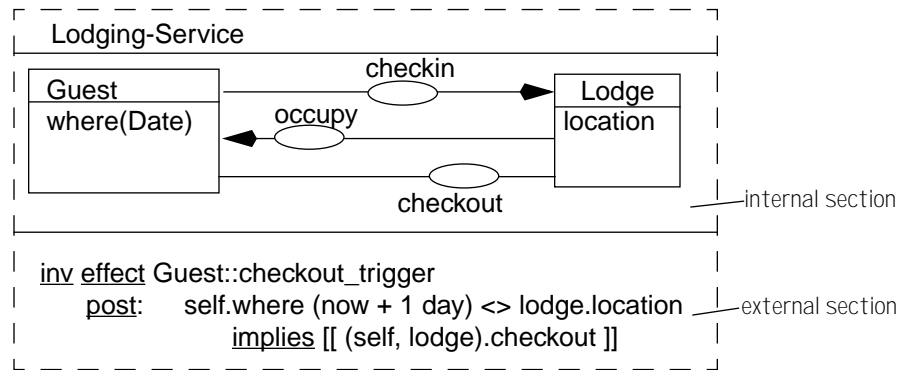 Lodging-Service
checkin
Guest
Lodge
where(Date)
occupy
location
checkout
internal section
inv effect Guest::checkout_trigger
post: self.where (now + 1 day) <> lodge.location
external section
implies [[ (self, lodge).checkout ]]